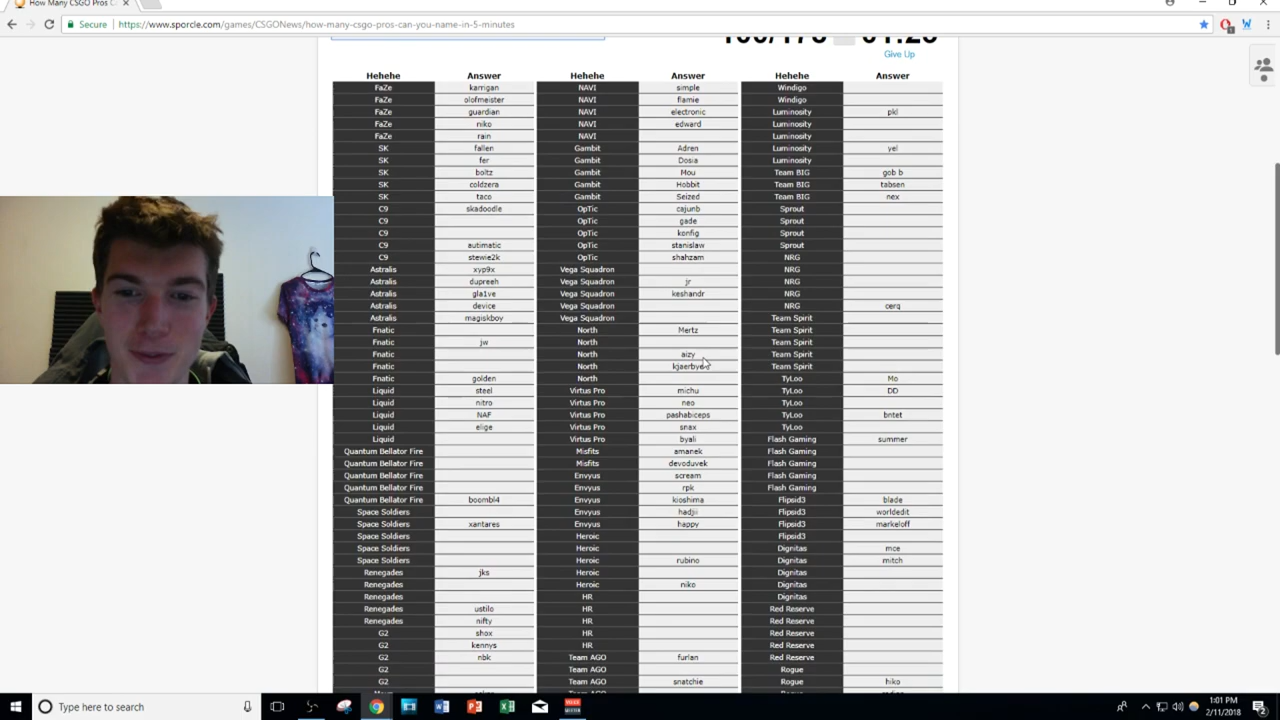 How Many CSGO Pros C
Secure https://www.sporcle.com/games/CSGONews/how-many-csgo-pros-can-you-name-in-5-minutes
Give Up
Hehehe Answer Hehehe Answer Hehehe Answer
FaZe karrigan NAVI simple Windigo
FaZe olofmeister NAVI flamie Windigo
FaZe guardian NAVI electronic Luminosity pkl
FaZe niko NAVI edward Luminosity
FaZe rain NAVI Luminosity
SK fallen Gambit Adren Luminosity yel
SK fer Gambit Dosia Luminosity
SK boltz Gambit Mou Team BIG gob b
SK coldzera Gambit Hobbit Team BIG tabsen
SK taco Gambit Seized Team BIG nex
C9 skadoodle OpTic cajunb Sprout
C9 OpTic gade Sprout
C9 OpTic konfig Sprout
C9 autimatic OpTic stanislaw Sprout
C9 stewie2k OpTic shahzam NRG
Astralis xyp9x Vega Squadron NRG
Astralis dupreeh Vega Squadron jr NRG
Astralis gla1ve Vega Squadron keshandr NRG
Astralis device Vega Squadron NRG cerq
Astralis magiskboy Vega Squadron Team Spirit
Fnatic North Mertz Team Spirit
Fnatic jw North Team Spirit
Fnatic North aizy Team Spirit
Fnatic North kjaerbye Team Spirit
Fnatic golden North TyLoo Mo
Liquid steel Virtus Pro michu TyLoo DD
Liquid nitro Virtus Pro neo TyLoo
Liquid NAF Virtus Pro pashabiceps TyLoo bntet
Liquid elige Virtus Pro snax TyLoo
Liquid Virtus Pro byali Flash Gaming summer
Quantum Bellator Fire Misfits amanek Flash Gaming
Quantum Bellator Fire Misfits devoduvek Flash Gaming
Quantum Bellator Fire Envyus scream Flash Gaming
Quantum Bellator Fire Envyus rpk Flash Gaming
Quantum Bellator Fire boombl4 Envyus kioshima Flipsid3 blade
Space Soldiers Envyus hadji Flipsid3 worldedit
Space Soldiers xantares Envyus happy Flipsid3 markeloff
Space Soldiers Heroic Flipsid3
Space Soldiers Heroic Dignitas mce
Space Soldiers Heroic rubino Dignitas mitch
Renegades jks Heroic Dignitas
Renegades Heroic niko Dignitas
Renegades HR Dignitas
Renegades ustilo HR Red Reserve
Renegades nifty HR Red Reserve
G2 shox HR Red Reserve
G2 kennys HR Red Reserve
G2 nbk Team AGO furlan Red Reserve
G2 Team AGO Rogue
G2 Team AGO snatchie Rogue hiko
Type here to search
1:01 PM
2/11/2018